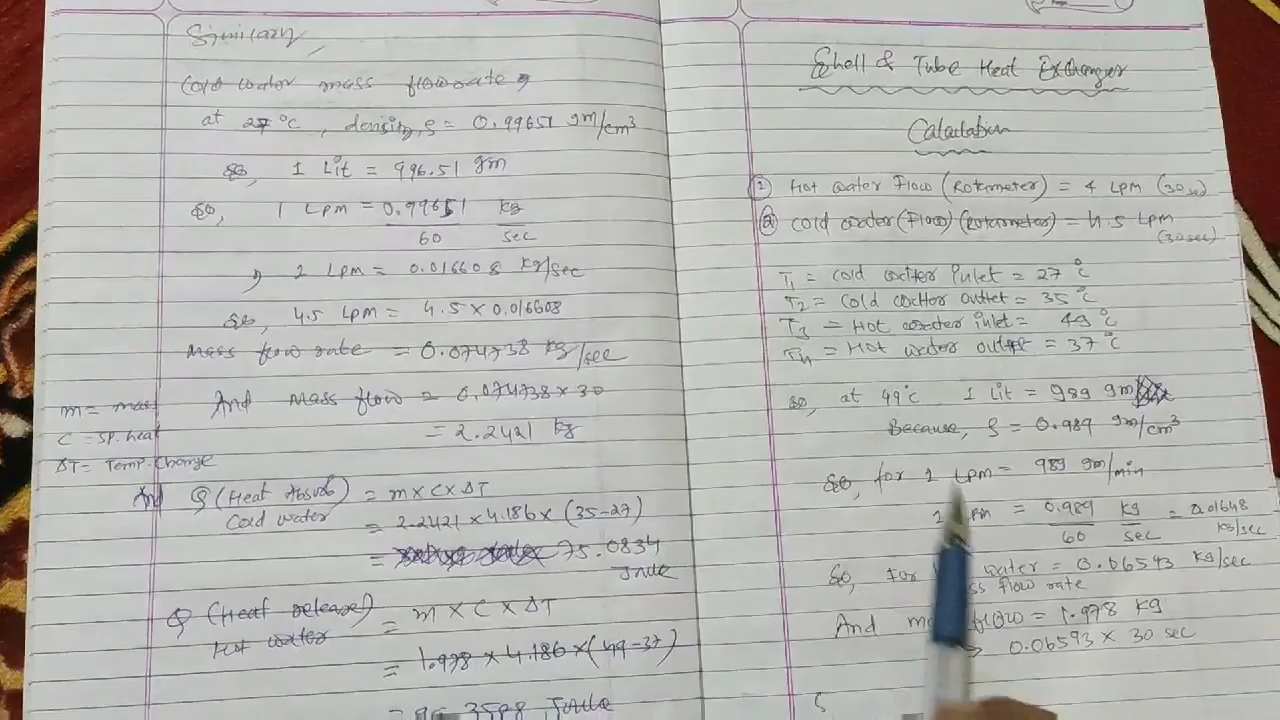 Similary,
Cold water mass flowrate,
at 27°C, density, ρ = 0.99651 gm/cm³
So, 1 Lit = 996.51 gm
So, 1 LPM = 0.99651 kg
60 sec
1 LPM = 0.016608 kg/sec
So, 4.5 LPM = 4.5 x 0.016608
Mass flow rate = 0.074738 kg/sec
m = mass
And Mass flow = 0.074738 x 30
C = SP. heat
= 2.2421 kg
ΔT = Temp. Change
And Q (Heat Absorb) = m x C x ΔT
Cold water
= 2.2421 x 4.186 x (35-27)
= 75.0834
Joule
Q (Heat released) = m x C x ΔT
Hot water
= 1.978 x 4.186 x (49-37)
Joule
Shell & Tube Heat Exchanger
Calculation
Hot water Flow (Rotameter) = 4 LPM (30sec)
② Cold water (Flow) (Rotameter) = 4.5 LPM
(30sec)
T1 = Cold water inlet = 27°C
T2 = Cold water outlet = 35°C
T3 = Hot water inlet = 49°C
T4 = Hot water outlet = 37°C
So, at 49°C 1 Lit = 989 gm
Because, ρ = 0.989 gm/cm³
So, for 1 LPM = 989 gm/min
1 = 0.989 kg = 0.01648
60 sec kg/sec
So, For water = 0.06593 kg/sec
flow rate
And flow = 1.978 kg
0.06593 x 30 sec